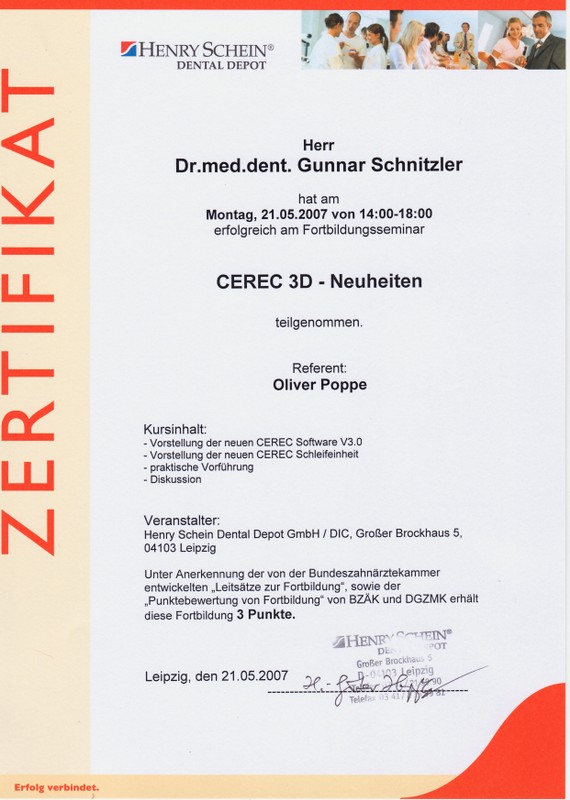 ZERTIFIKAT
HENRY SCHEIN®
DENTAL DEPOT
Herr
Dr.med.dent. Gunnar Schnitzler
hat am
Montag, 21.05.2007 von 14:00-18:00
erfolgreich am Fortbildungsseminar
CEREC 3D - Neuheiten
teilgenommen.
Referent:
Oliver Poppe
Kursinhalt:
- Vorstellung der neuen CEREC Software V3.0
- Vorstellung der neuen CEREC Schleifeinheit
- praktische Vorführung
- Diskussion
Veranstalter:
Henry Schein Dental Depot GmbH / DIC, Großer Brockhaus 5,
04103 Leipzig
Unter Anerkennung der von der Bundeszahnärztekammer
entwickelten „Leitsätze zur Fortbildung“, sowie der
„Punktebewertung von Fortbildung“ von BZÄK und DGZMK erhält
diese Fortbildung 3 Punkte.
HENRY SCHEIN®
Großer Brockhaus 5
D-04103 Leipzig
Telefax
Leipzig, den 21.05.2007
Erfolg verbindet.